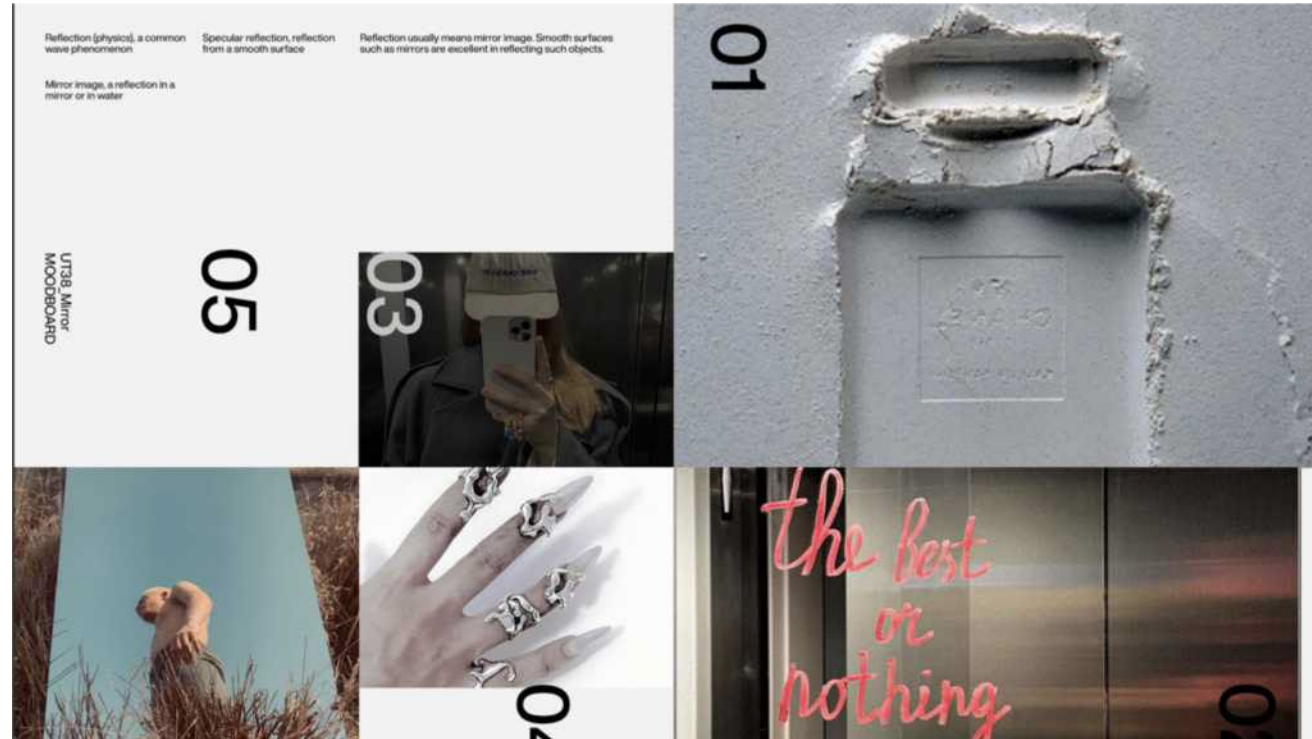 Reflection (physics), a common
wave phenomenon
Specular reflection, reflection
from a smooth surface
Reflection usually means mirror image. Smooth surfaces
such as mirrors are excellent in reflecting such objects.
Mirror image, a reflection in a
mirror or in water
01
UT38_Mirror
MOODBOARD
05
03
the best
or
nothing
04
02